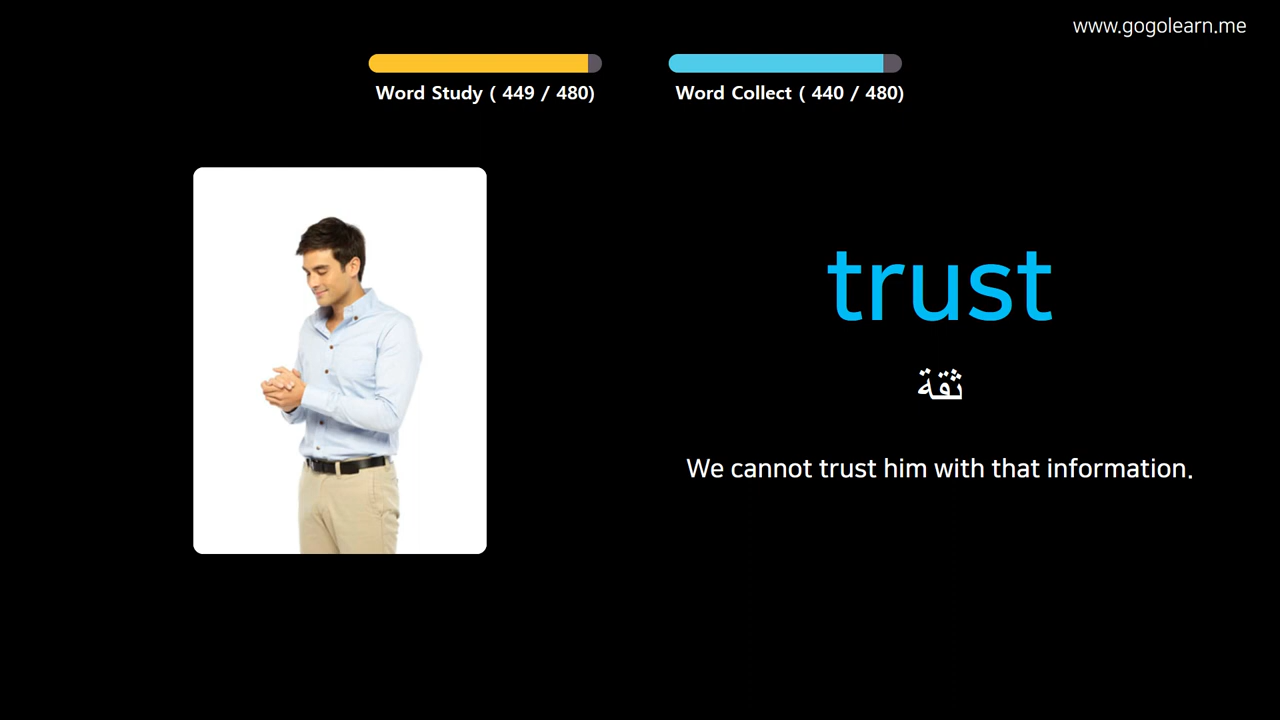 www.gogolearn.me
Word Study ( 449 / 480)
Word Collect ( 440 / 480)
trust
ثقة
We cannot trust him with that information.